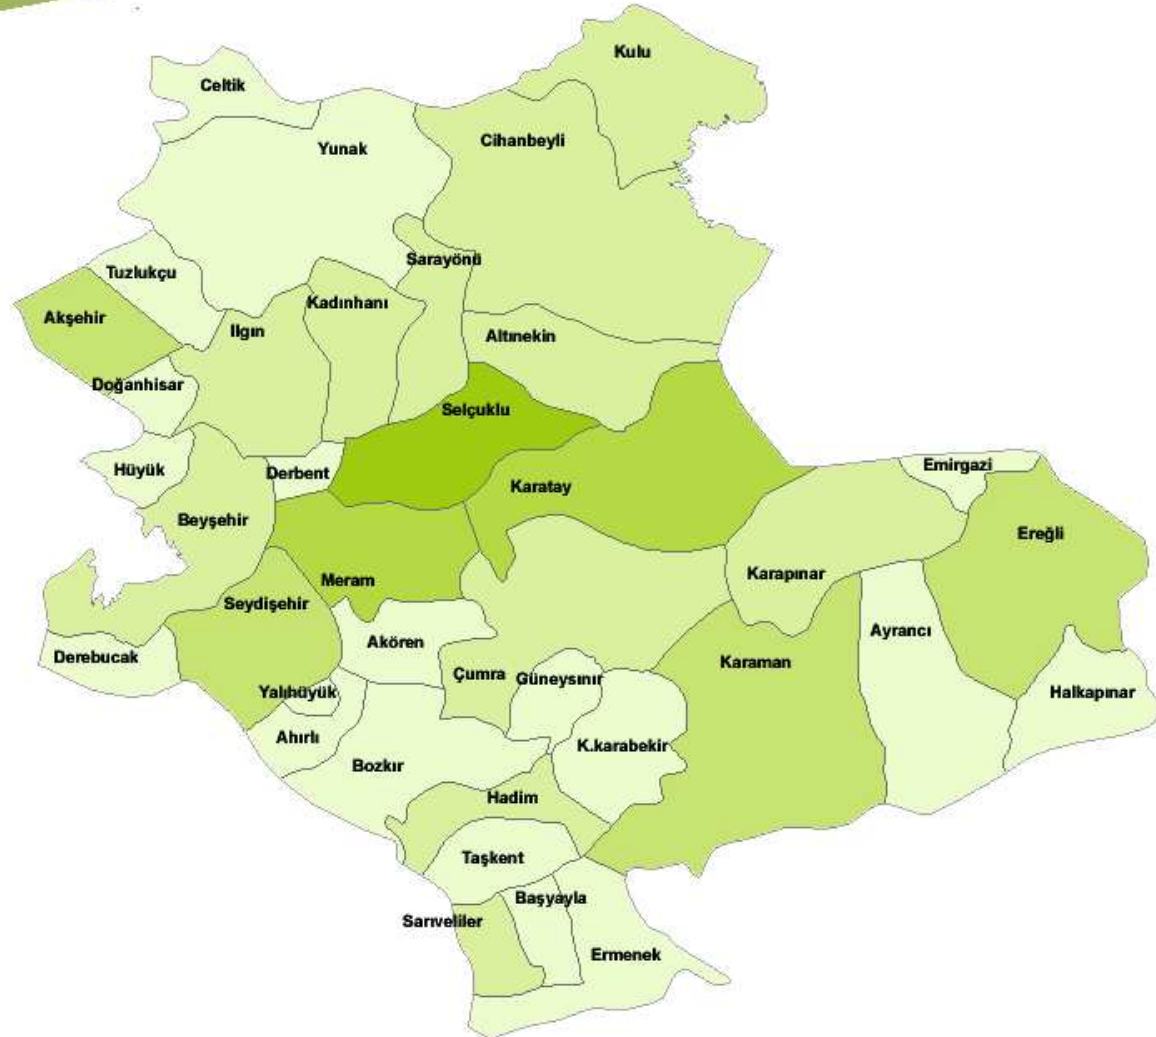 Kulu
Celtik
Cihanbeyli
Yunak
Sarayönü
Tuzlukçu
Kadınhanı
Akşehir
Ilgın
Altınekin
Doğanhisar
Selçuklu
Hüyük
Derbent
Emirgazi
Karatay
Beyşehir
Ereğli
Karapınar
Meram
Seydişehir
Ayrancı
Akören
Derebucak
Karaman
Çumra
Güneysınır
Yalıhüyük
Halkapınar
Ahırlı
K.karabekir
Bozkır
Hadim
Taşkent
Başyayla
Sarıveliler
Ermenek